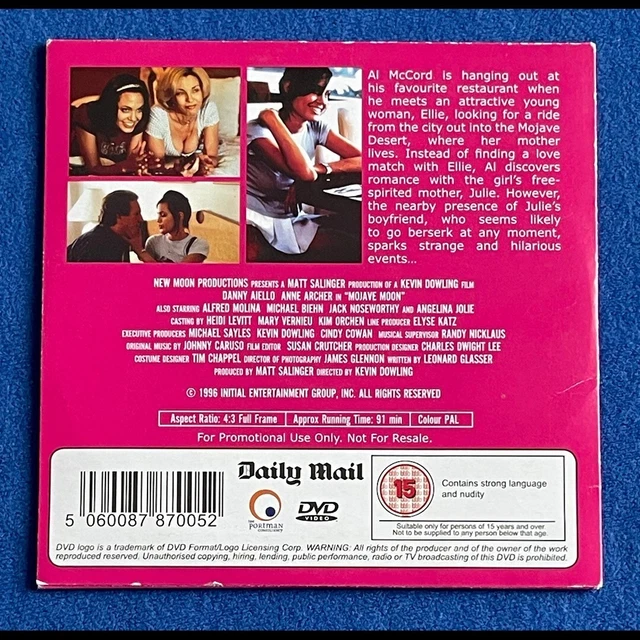 Al McCord is hanging out at
his favourite restaurant when
he meets an attractive young
woman, Ellie, looking for a ride
from the city out into the Mojave
Desert, where her mother
lives. Instead of finding a love
match with Ellie, Al discovers
romance with the girl's free-
spirited mother, Julie. However,
the nearby presence of Julie's
boyfriend, who seems likely
to go berserk at any moment,
sparks strange and hilarious
events...
NEW MOON PRODUCTIONS PRESENTS A MATT SALINGER PRODUCTION OF A KEVIN DOWLING FILM
DANNY AIELLO ANNE ARCHER IN "MOJAVE MOON"
ALSO STARRING ALFRED MOLINA MICHAEL BIEHN JACK NOSEWORTHY AND ANGELINA JOLIE
CASTING BY HEIDI LEVITT MARY VERNIEU KIM ORCHEN LINE PRODUCER ELYSE KATZ
EXECUTIVE PRODUCERS MICHAEL SAYLES KEVIN DOWLING CINDY COWAN MUSICAL SUPERVISOR RANDY NICKLAUS
ORIGINAL MUSIC BY JOHNNY CARUSO FILM EDITOR SUSAN CRUTCHER PRODUCTION DESIGNER CHARLES DWIGHT LEE
COSTUME DESIGNER TIM CHAPPEL DIRECTOR OF PHOTOGRAPHY JAMES GLENNON WRITTEN BY LEONARD GLASSER
PRODUCED BY MATT SALINGER DIRECTED BY KEVIN DOWLING
© 1996 INITIAL ENTERTAINMENT GROUP, INC. ALL RIGHTS RESERVED
Aspect Ratio: 4:3 Full Frame | Approx Running Time: 91 min | Colour PAL
For Promotional Use Only. Not For Resale.
5 060087 870052
Daily Mail
THE
PORTMAN
CONSULTANCY
DVD
VIDEO
15
Contains strong language
and nudity
Suitable only for persons of 15 years and over.
Not to be supplied to any person below that age.
DVD logo is a trademark of DVD Format/Logo Licensing Corp. WARNING: All rights of the producer and of the owner of the work
reproduced reserved. Unauthorised copying, hiring, lending, public performance, radio or TV broadcasting of this DVD is prohibited.